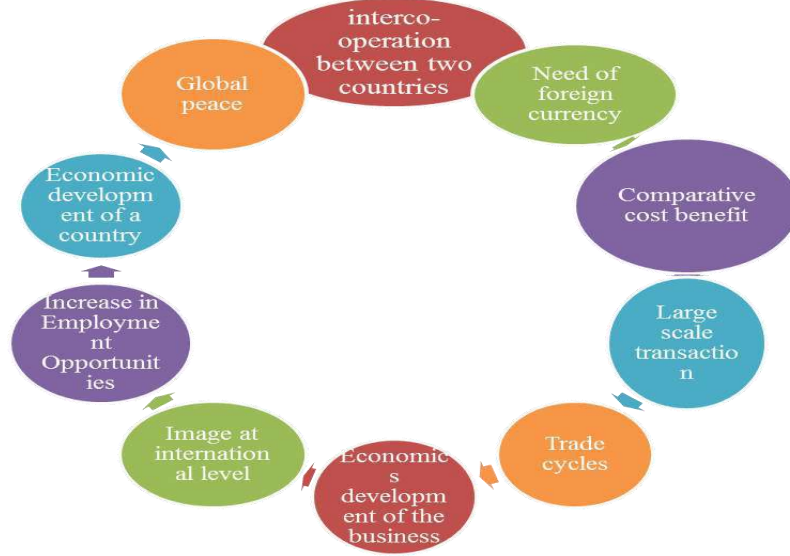 interco-
operation
between two
countries
Need of
foreign
currency
Comparative
cost benefit
Large
scale
transactio
n
Trade
cycles
Economic
s
developm
ent of the
business
Image at
internation
al level
Increase in
Employme
nt
Opportunit
ies
Economic
developm
ent of a
country
Global
peace